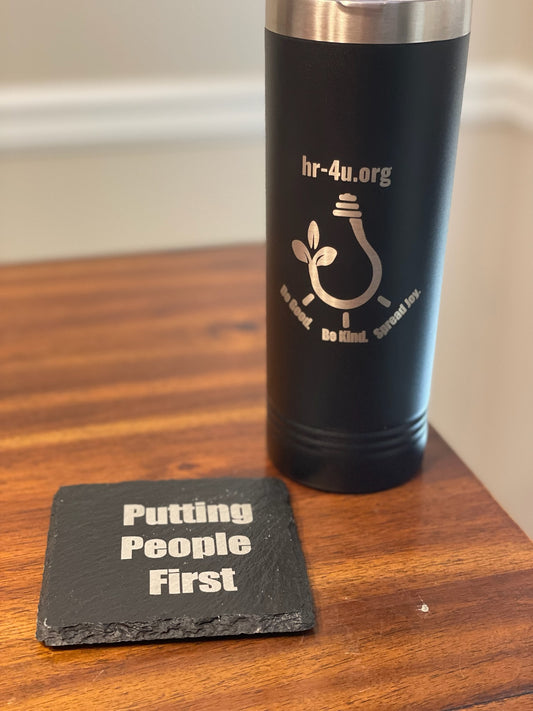 hr-4u.org
Be Good. Be Kind. Spread Joy.
Putting
People
First